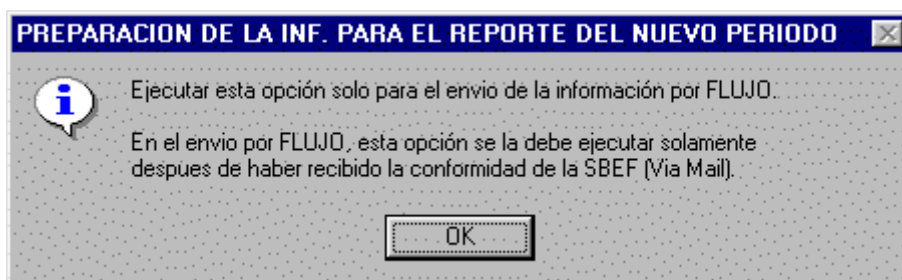 PREPARACION DE LA INF. PARA EL REPORTE DEL NUEVO PERIODO
Ejecutar esta opción solo para el envio de la información por FLUJO.
En el envio por FLUJO, esta opción se la debe ejecutar solamente
despues de haber recibido la conformidad de la SBEF (Via Mail).
OK